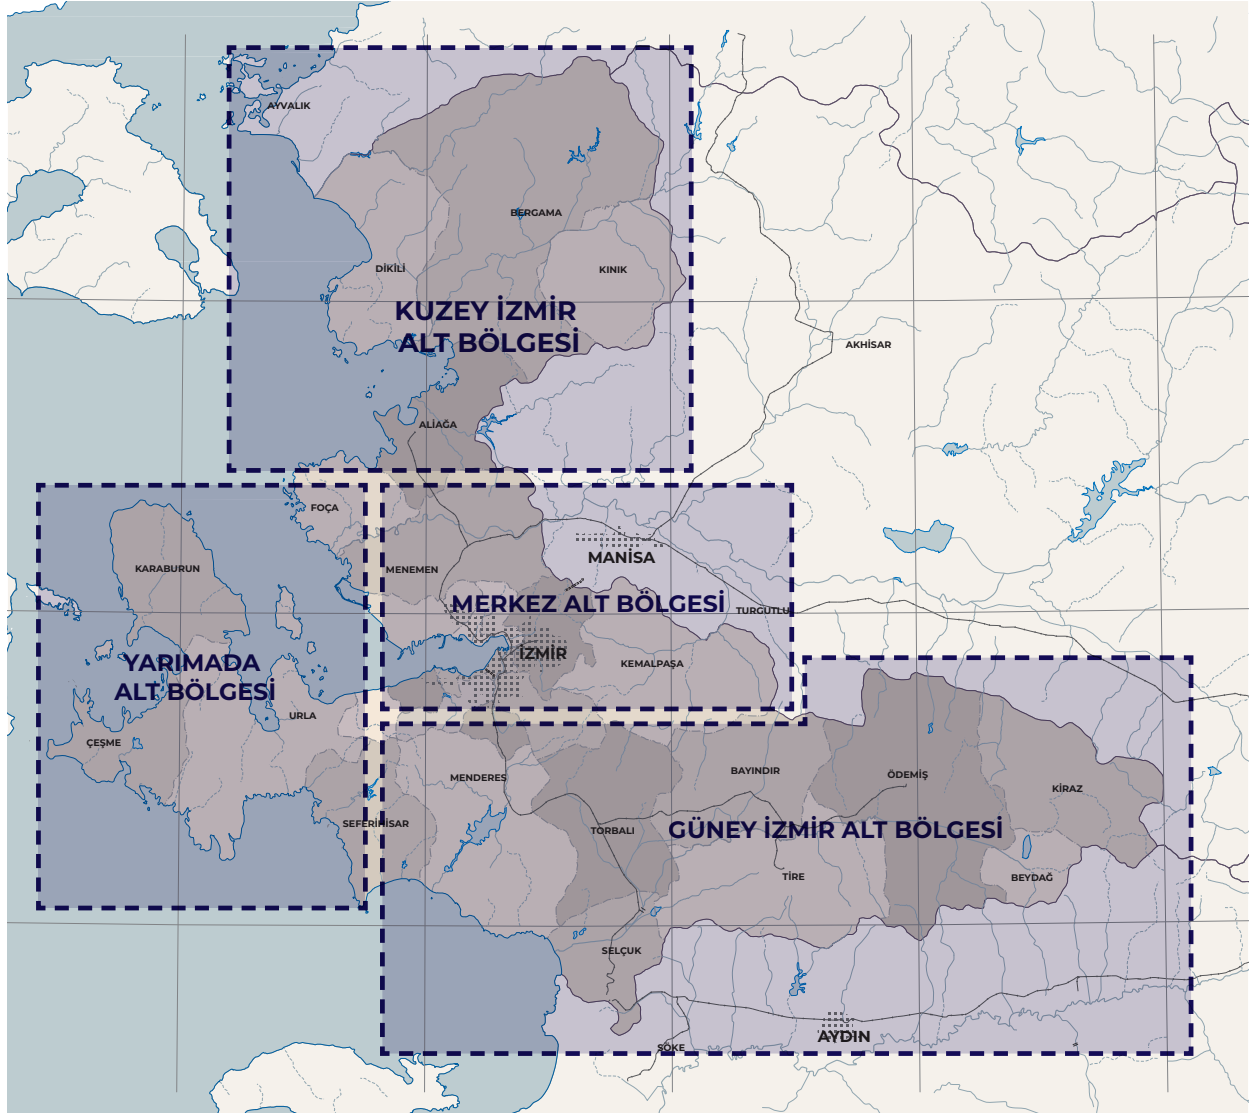 AYVALIK
BERGAMA
DİKİLİ
KINIK
KUZEY İZMİR
ALT BÖLGESİ
AKHİSAR
ALİAĞA
FOÇA
MANİSA
KARABURUN
MENEMEN
MERKEZ ALT BÖLGESİ
TURGUTLU
İZMİR
KEMALPAŞA
YARIMADA
ALT BÖLGESİ
URLA
ÇEŞME
MENDERES
BAYINDIR
ÖDEMİŞ
KİRAZ
SEFERİHİSAR
TORBALI
GÜNEY İZMİR ALT BÖLGESİ
TİRE
BEYDAĞ
SELÇUK
AYDIN
SÖKE